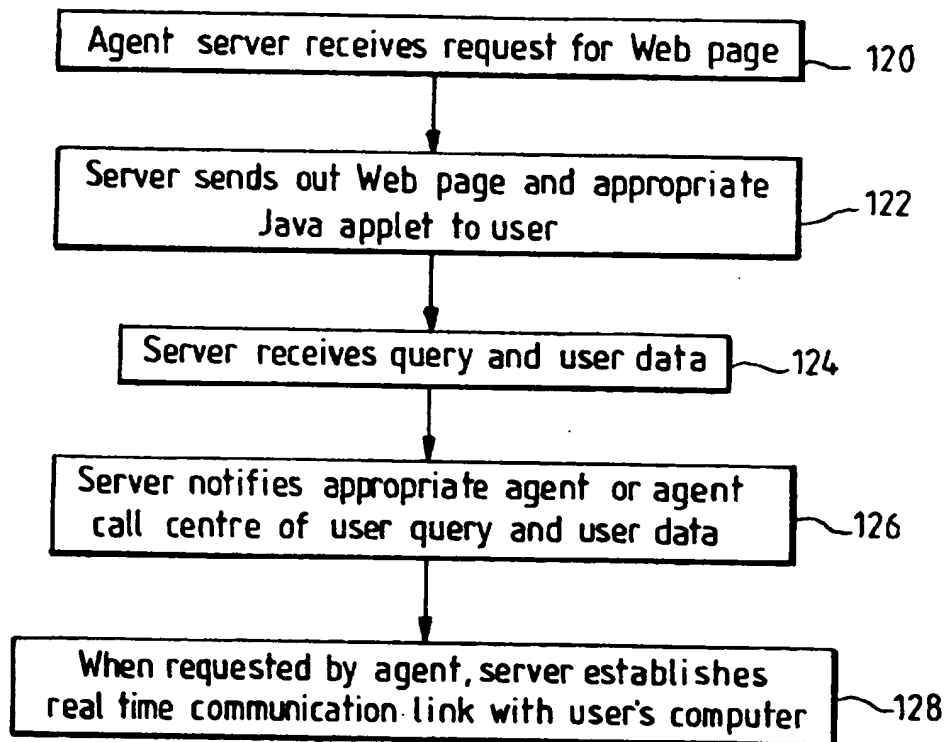 Agent server receives request for Web page
120
Server sends out Web page and appropriate
Java applet to user
122
Server receives query and user data
124
Server notifies appropriate agent or agent
call centre of user query and user data
126
When requested by agent, server establishes
real time communication link with user's computer
128